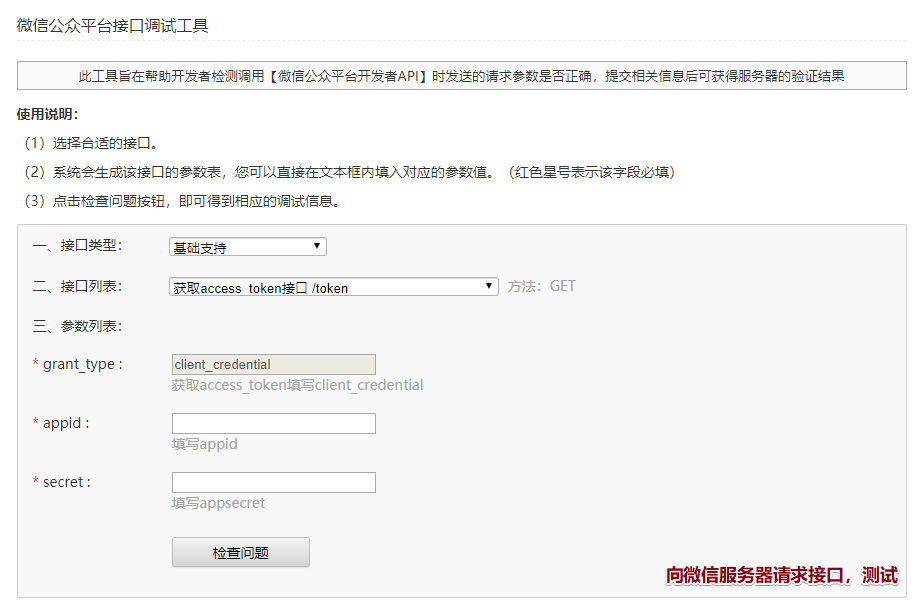 微信公众平台接口调试工具
此工具旨在帮助开发者检测调用【微信公众平台开发者API】时发送的请求参数是否正确，提交相关信息后可获得服务器的验证结果
使用说明：
（1）选择合适的接口。
（2）系统会生成该接口的参数表，您可以直接在文本框内填入对应的参数值。（红色星号表示该字段必填）
（3）点击检查问题按钮，即可得到相应的调试信息。
一、接口类型： 基础支持
二、接口列表： 获取access_token接口 /token 方法：GET
三、参数列表：
* grant_type : client_credential
获取access_token填写client_credential
* appid :
填写appid
* secret :
填写appsecret
检查问题
向微信服务器请求接口，测试